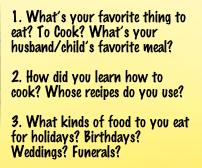 1. What's your favorite thing to
eat? To Cook? What's your
husband/child's favorite meal?
2. How did you learn how to
cook? Whose recipes do you use?
3. What kinds of food to you eat
for holidays? Birthdays?
Weddings? Funerals?